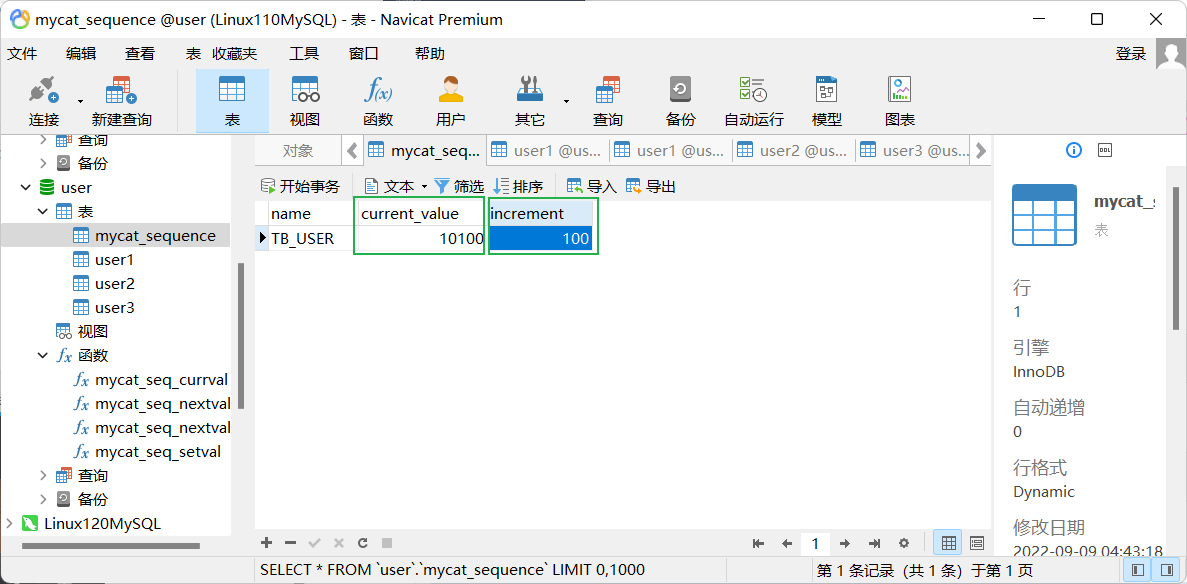 mycat_sequence @user (Linux110MySQL) - 表 - Navicat Premium
文件 编辑 查看 表 收藏夹 工具 窗口 帮助 登录
连接 新建查询 表 视图 函数 用户 其它 查询 备份 自动运行 模型 图表
查询
备份
user
表
mycat_sequence
user1
user2
user3
视图
函数
mycat_seq_currval
mycat_seq_nextval
mycat_seq_nextval
mycat_seq_setval
查询
备份
Linux120MySQL
对象 mycat_seq... user1 @us... user1 @us... user2 @us... user3 @us...
开始事务 文本 筛选 排序 导入 导出
name current_value increment
TB_USER 10100 100
1
SELECT * FROM `user`.`mycat_sequence` LIMIT 0,1000
第 1 条记录 (共 1 条) 于第 1 页
DDL
mycat_s
表
行
1
引擎
InnoDB
自动递增
0
行格式
Dynamic
修改日期
2022-09-09 04:43:18